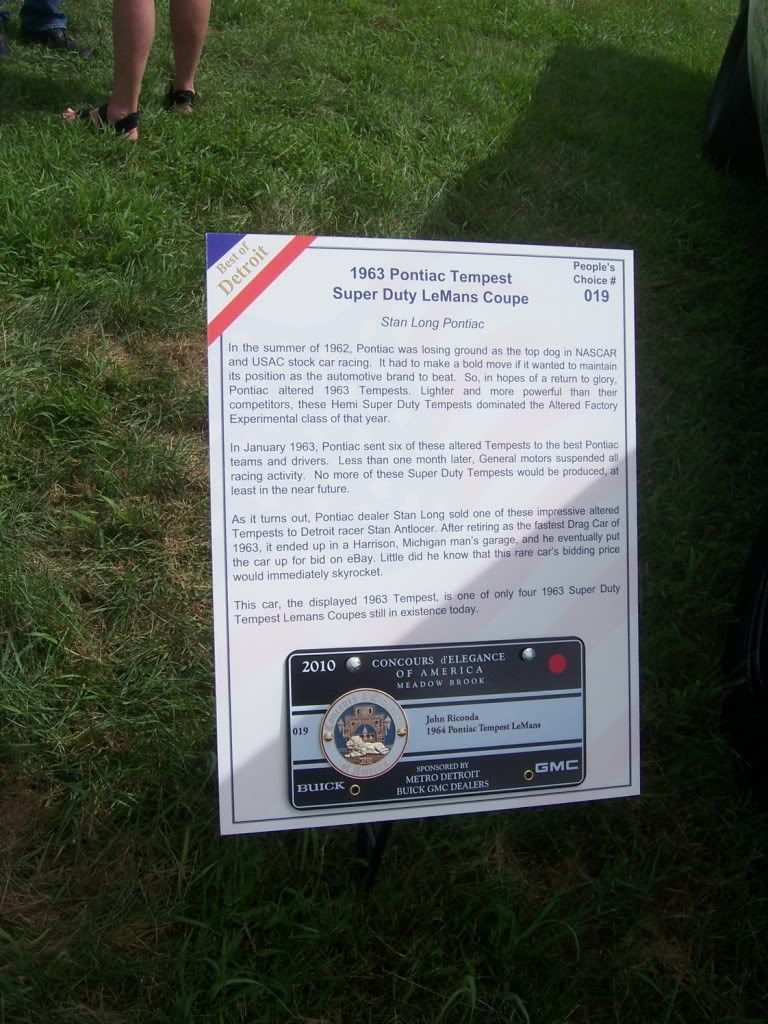 Best of
Detroit
People's
Choice #
019
1963 Pontiac Tempest
Super Duty LeMans Coupe
Stan Long Pontiac
In the summer of 1962, Pontiac was losing ground as the top dog in NASCAR
and USAC stock car racing. It had to make a bold move if it wanted to maintain
its position as the automotive brand to beat. So, in hopes of a return to glory,
Pontiac altered 1963 Tempests. Lighter and more powerful than their
competitors, these Hemi Super Duty Tempests dominated the Altered Factory
Experimental class of that year.
In January 1963, Pontiac sent six of these altered Tempests to the best Pontiac
teams and drivers. Less than one month later, General motors suspended all
racing activity. No more of these Super Duty Tempests would be produced, at
least in the near future.
As it turns out, Pontiac dealer Stan Long sold one of these impressive altered
Tempests to Detroit racer Stan Antlocer. After retiring as the fastest Drag Car of
1963, it ended up in a Harrison, Michigan man's garage, and he eventually put
the car up for bid on eBay. Little did he know that this rare car's bidding price
would immediately skyrocket.
This car, the displayed 1963 Tempest, is one of only four 1963 Super Duty
Tempest Lemans Coupes still in existence today.
2010 CONCOURS d'ELEGANCE
OF AMERICA
MEADOW BROOK
019
John Riconda
1964 Pontiac Tempest LeMans
SPONSORED BY
METRO DETROIT
BUICK GMC DEALERS
BUICK
GMC